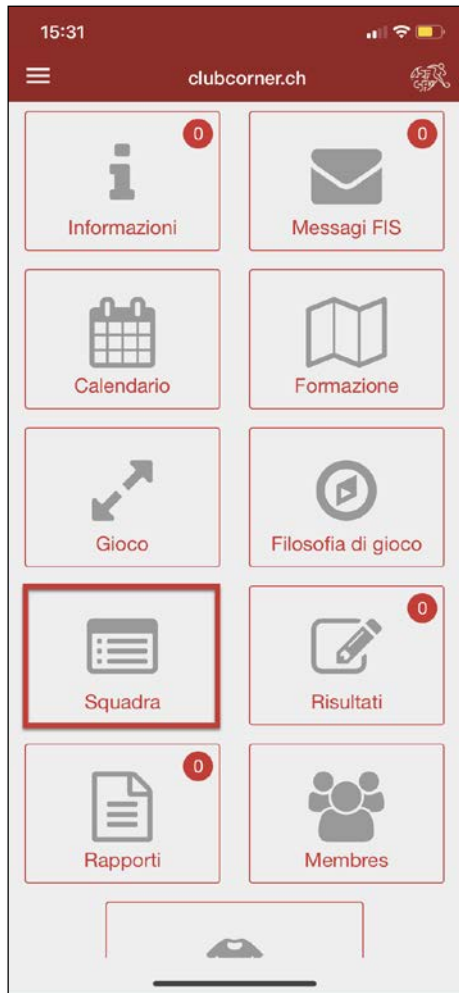 15:31
clubcorner.ch
0
0
Informazioni
Messagi FIS
Calendario
Formazione
Gioco
Filosofia di gioco
0
Squadra
Risultati
0
Rapporti
Membres